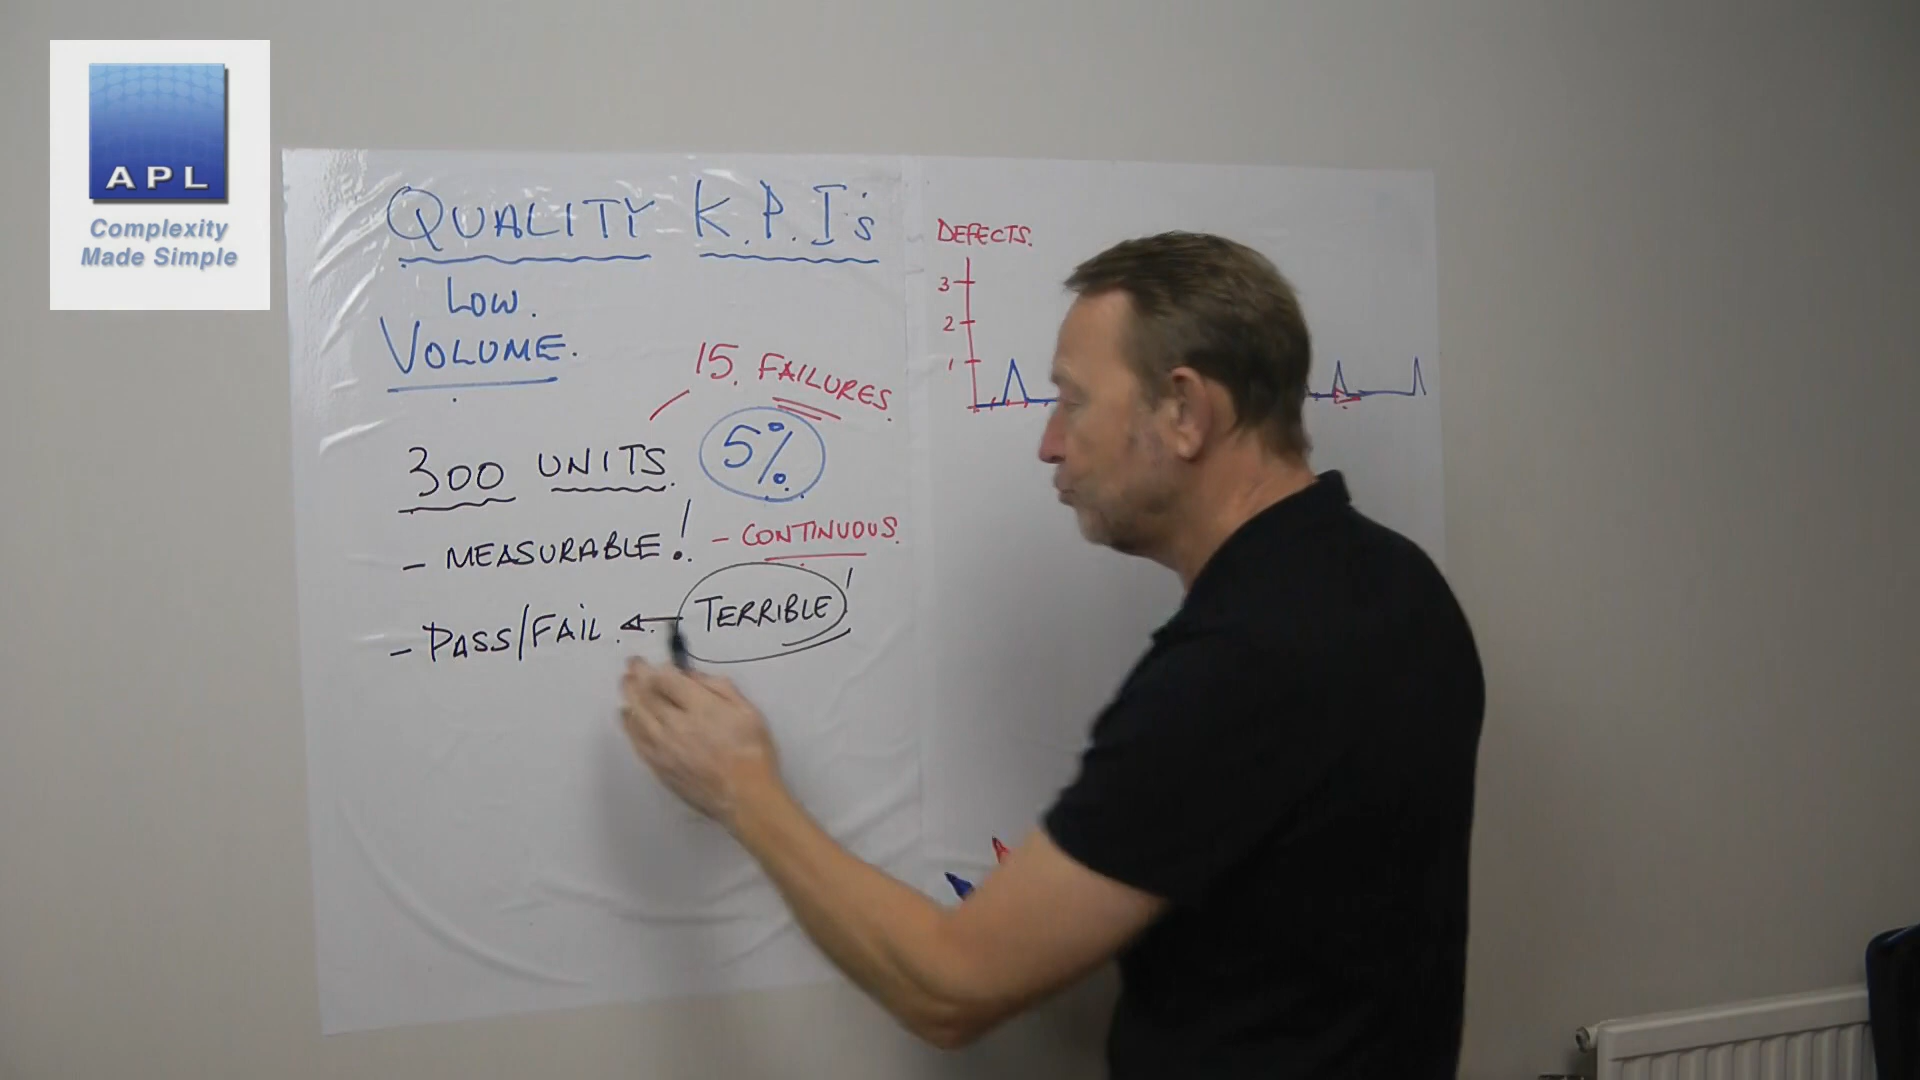 APL
Complexity
Made Simple
QUALITY K.P.I's
LOW.
VOLUME.
15. FAILURES.
300 UNITS. 5%
- MEASURABLE! - CONTINUOUS.
- PASS/FAIL. TERRIBLE!
DEFECTS.
3
2
1